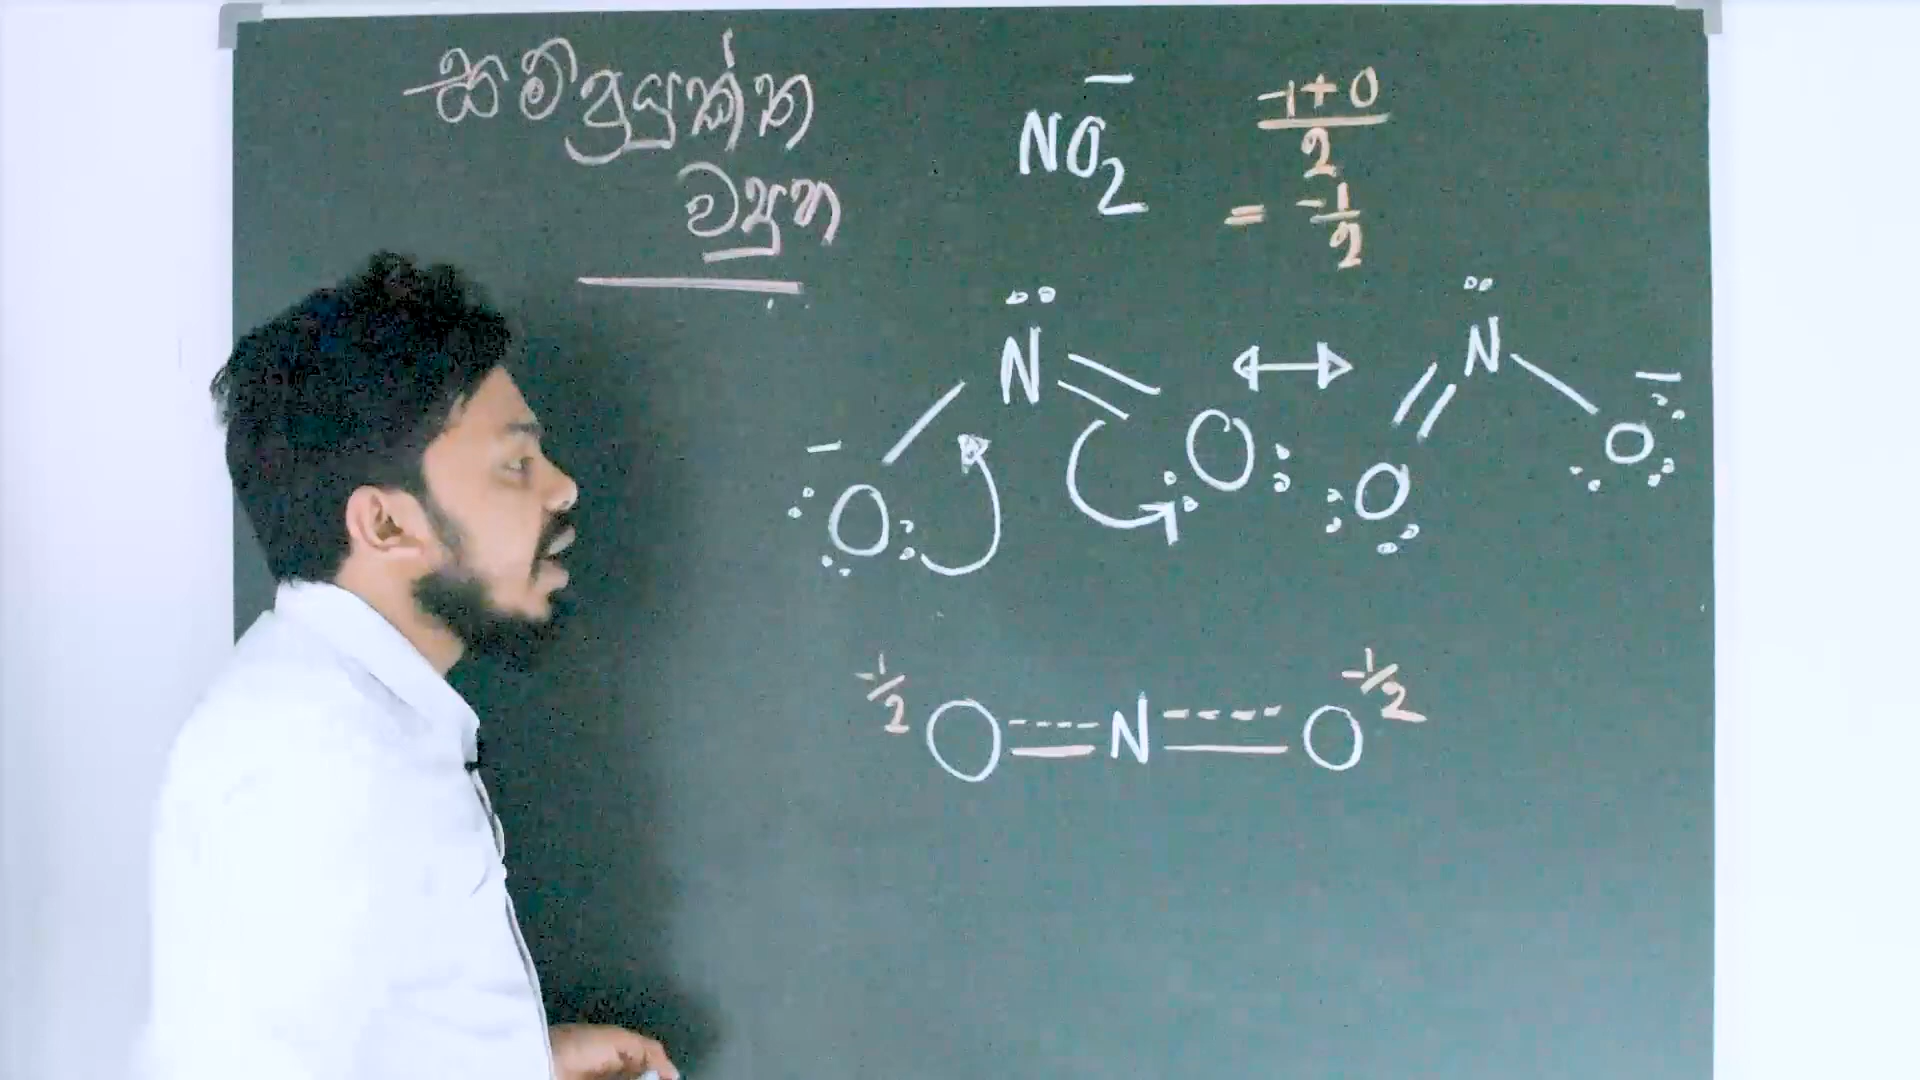 සම්ප්‍රයුක්ත
ව්‍යුහ
NO₂⁻
-1+0
2
= -1/2
N O O ↔ N O O
-1/2 O N O -1/2